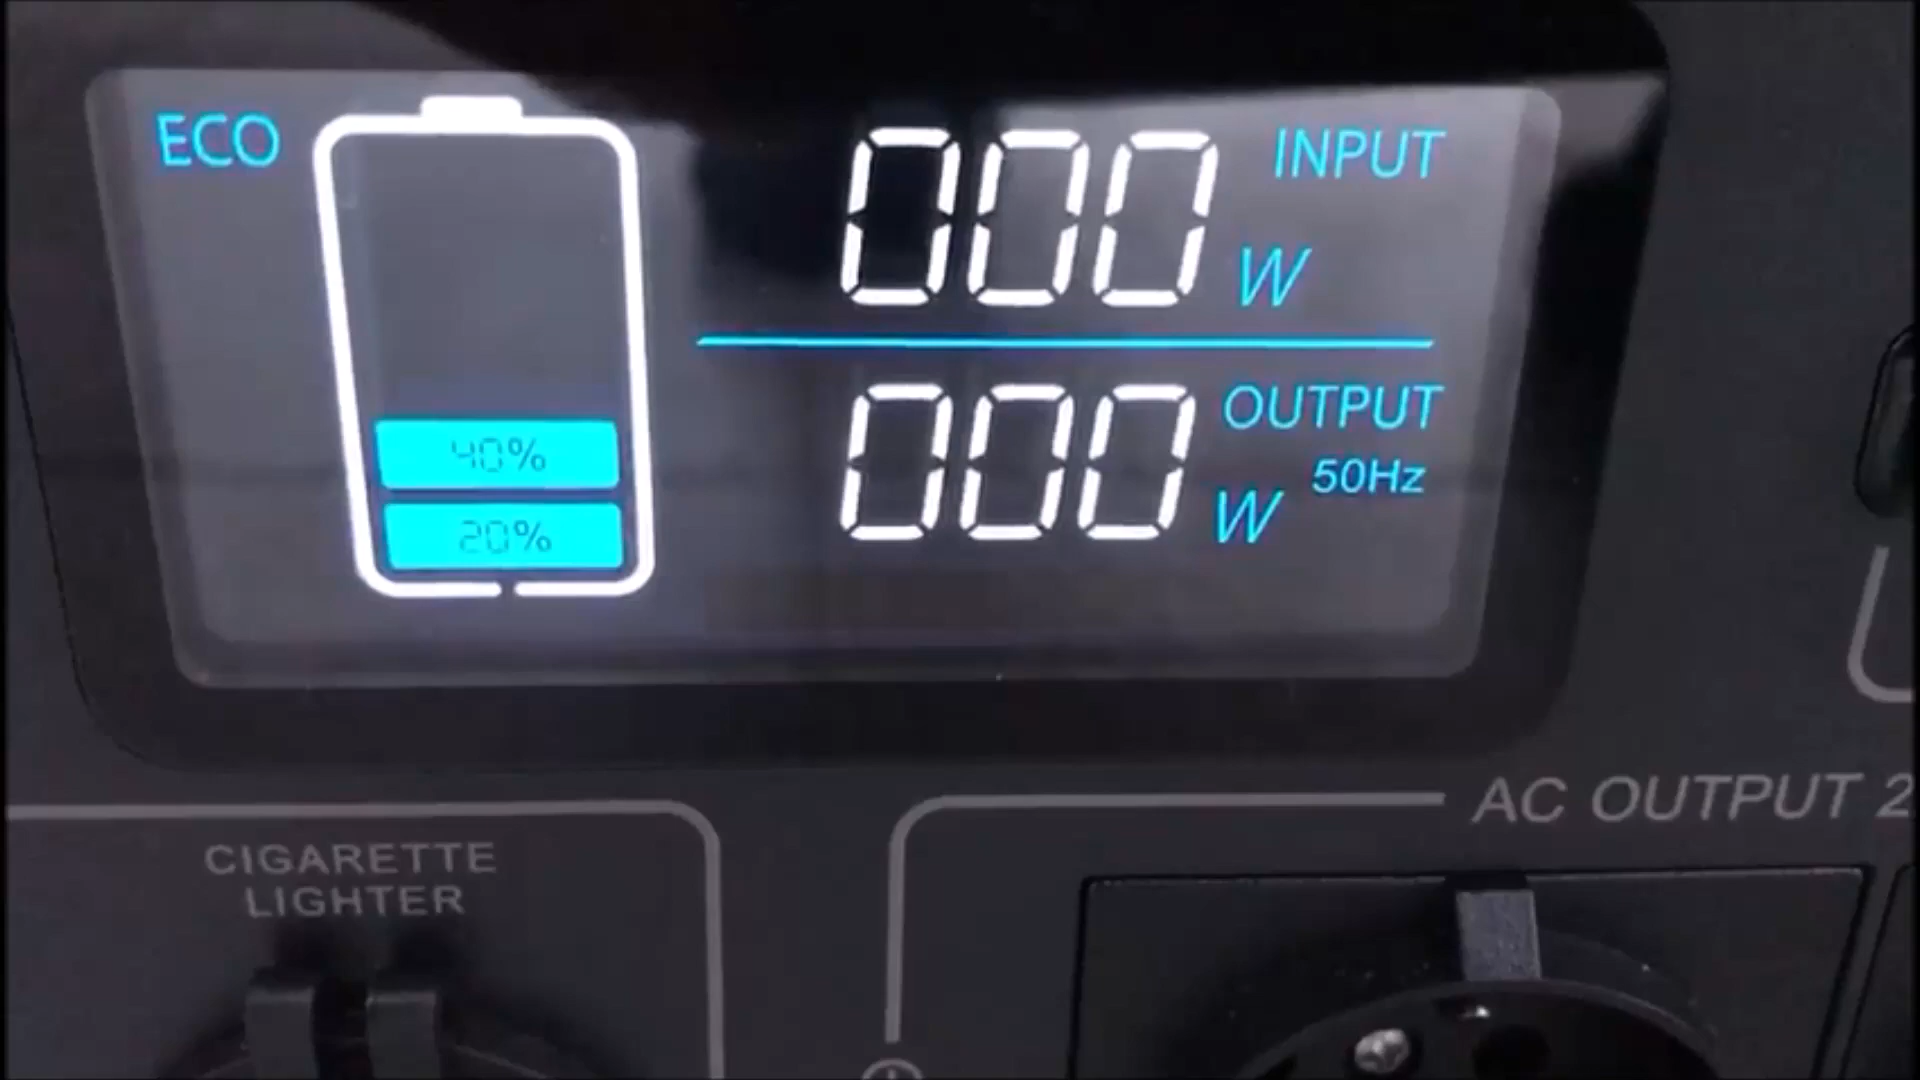 ECO
000 W INPUT
40%
20%
000 W OUTPUT
50Hz
AC OUTPUT 2
CIGARETTE
LIGHTER